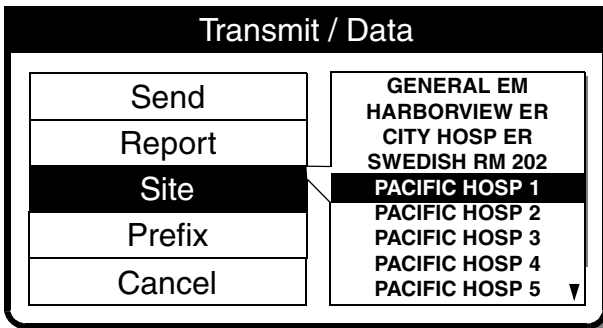 Transmit / Data
Send
Report
Site
Prefix
Cancel
GENERAL EM
HARBORVIEW ER
CITY HOSP ER
SWEDISH RM 202
PACIFIC HOSP 1
PACIFIC HOSP 2
PACIFIC HOSP 3
PACIFIC HOSP 4
PACIFIC HOSP 5